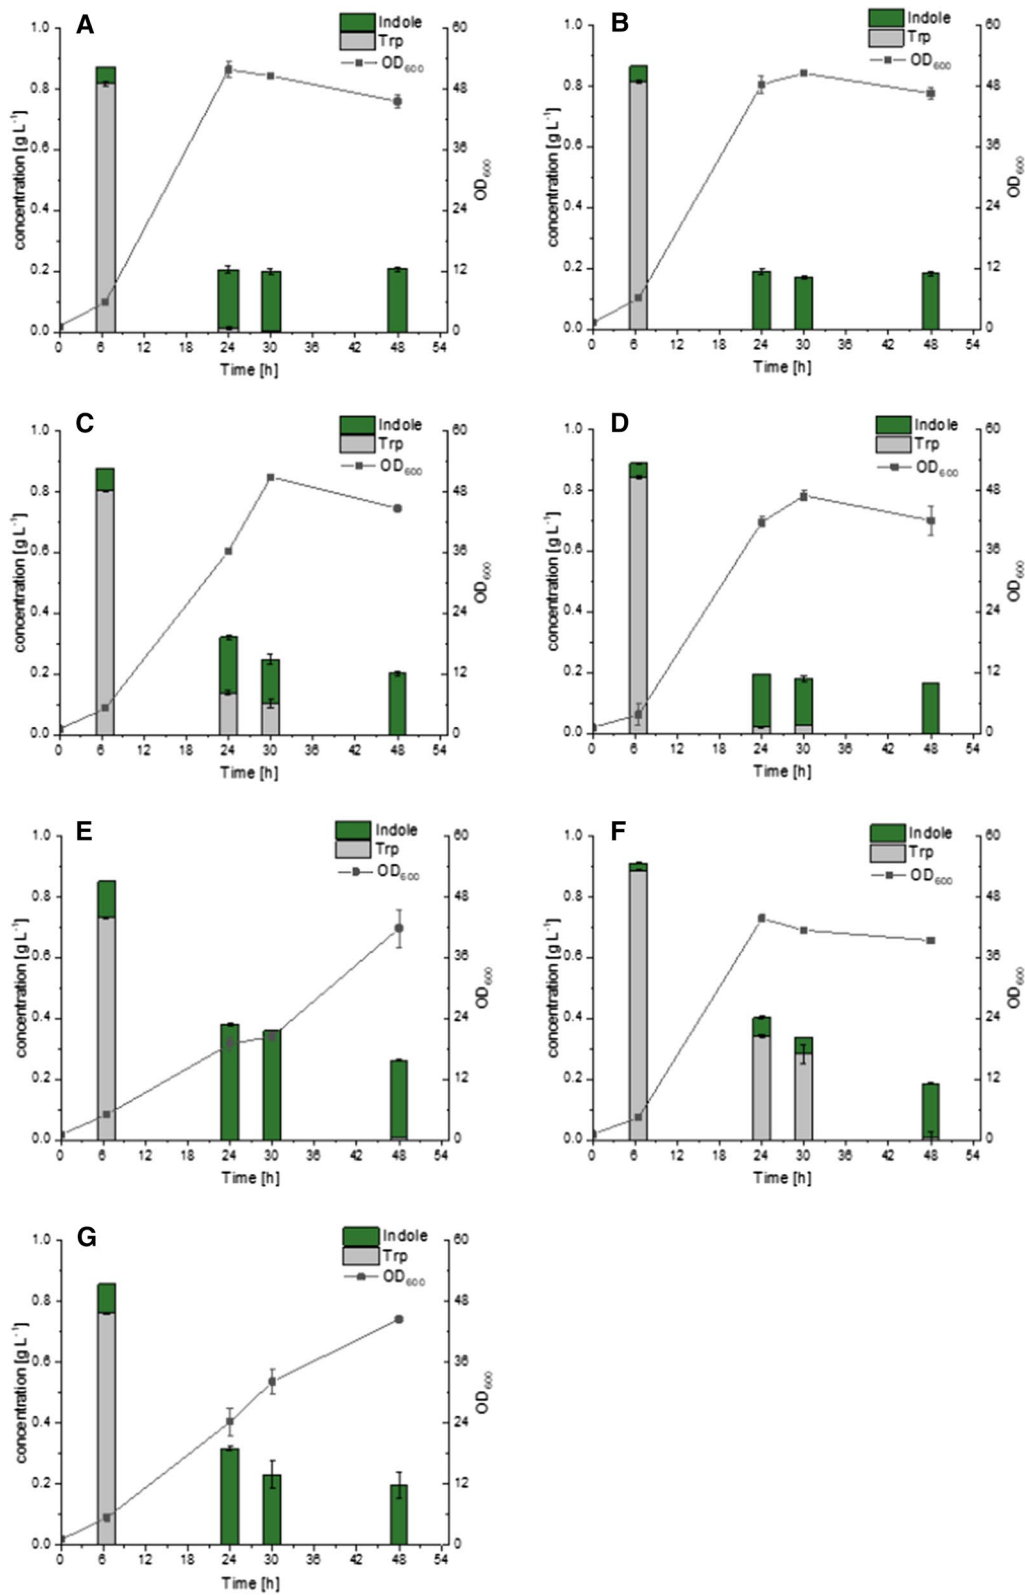 A
Indole
Trp
OD600
1.0
0.8
0.6
0.4
0.2
0.0
concentration [g L-1]
60
48
36
24
12
0
OD600
0 6 12 18 24 30 36 42 48 54
Time [h]
B
Indole
Trp
OD600
1.0
0.8
0.6
0.4
0.2
0.0
concentration [g L-1]
60
48
36
24
12
0
OD600
0 6 12 18 24 30 36 42 48 54
Time [h]
C
Indole
Trp
OD600
1.0
0.8
0.6
0.4
0.2
0.0
concentration [g L-1]
60
48
36
24
12
0
OD600
0 6 12 18 24 30 36 42 48 54
Time [h]
D
Indole
Trp
OD600
1.0
0.8
0.6
0.4
0.2
0.0
concentration [g L-1]
60
48
36
24
12
0
OD600
0 6 12 18 24 30 36 42 48 54
Time [h]
E
Indole
Trp
OD600
1.0
0.8
0.6
0.4
0.2
0.0
concentration [g L-1]
60
48
36
24
12
0
OD600
0 6 12 18 24 30 36 42 48 54
Time [h]
F
Indole
Trp
OD600
1.0
0.8
0.6
0.4
0.2
0.0
concentration [g L-1]
60
48
36
24
12
0
OD600
0 6 12 18 24 30 36 42 48 54
Time [h]
G
Indole
Trp
OD600
1.0
0.8
0.6
0.4
0.2
0.0
concentration [g L-1]
60
48
36
24
12
0
OD600
0 6 12 18 24 30 36 42 48 54
Time [h]